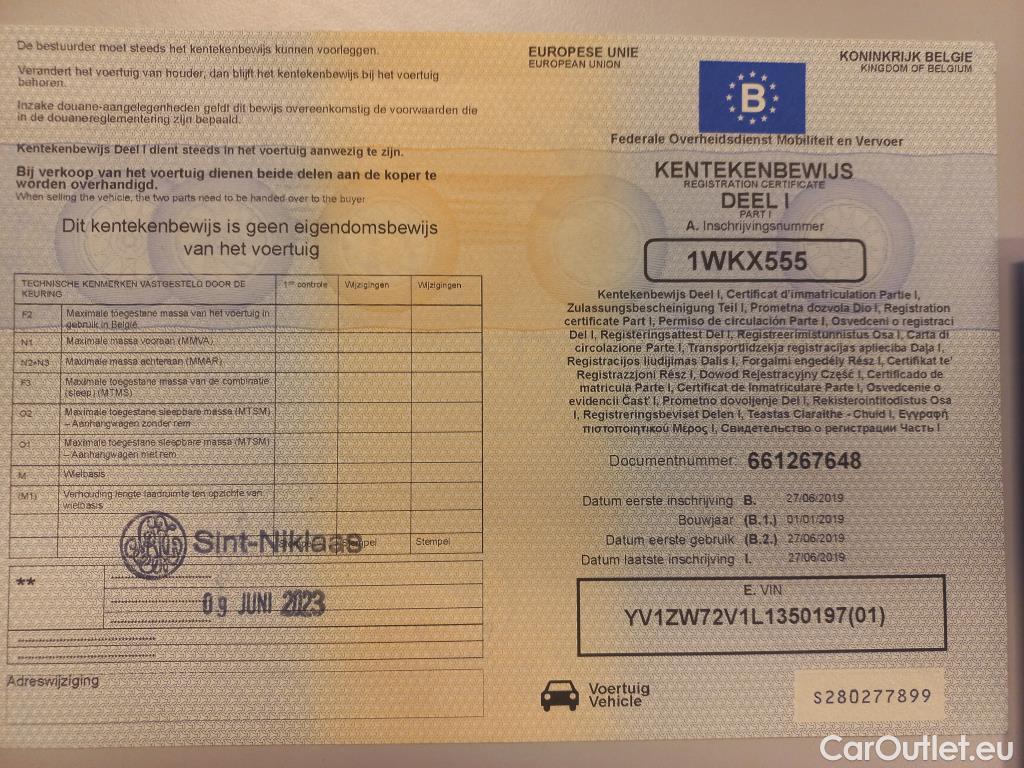 De bestuurder moet steeds het kentekenbewijs kunnen voorleggen.
Verandert het voertuig van houder, dan blijft het kentekenbewijs bij het voertuig
behoren.
Inzake douane-aangelegenheden geldt dit bewijs overeenkomstig de voorwaarden die
in de douanereglementering zijn bepaald.
Kentekenbewijs Deel I dient steeds in het voertuig aanwezig te zijn.
Bij verkoop van het voertuig dienen beide delen aan de koper te
worden overhandigd.
When selling the vehicle, the two parts need to be handed over to the buyer
Dit kentekenbewijs is geen eigendomsbewijs
van het voertuig
TECHNISCHE KENMERKEN VASTGESTELD DOOR DE
KEURING
1ste controle
Wijzigingen
Wijzigingen
F2
Maximale toegestane massa van het voertuig in
gebruik in België
N1
Maximale massa vooraan (MMVA)
N2+N3
Maximale massa achteraan (MMAR)
F3
Maximale toegestane massa van de combinatie
(sleep) (MTMS)
O2
Maximale toegestane sleepbare massa (MTSM)
– Aanhangwagen zonder rem
O1
Maximale toegestane sleepbare massa (MTSM)
– Aanhangwagen met rem
M
Wielbasis
(M1)
Verhouding lengte laadruimte ten opzichte van
wielbasis
Sint-Niklaas
Stempel
Stempel
**
09 JUNI 2023
Adreswijziging
EUROPESE UNIE
EUROPEAN UNION
B
KONINKRIJK BELGIE
KINGDOM OF BELGIUM
Federale Overheidsdienst Mobiliteit en Vervoer
KENTEKENBEWIJS
REGISTRATION CERTIFICATE
DEEL I
PART I
A. Inschrijvingsnummer
1WKX555
Kentekenbewijs Deel I, Certificat d'immatriculation Partie I,
Zulassungsbescheinigung Teil I, Prometna dozvola Dio I, Registration
certificate Part I, Permiso de circulación Parte I, Osvedceni o registraci
Del I, Registeringsattest Del I, Registreerimistunnistus Osa I, Carta di
circolazione Parte I, Transportlidzekja registracijas aplieciba Daļa I,
Registracijos liudijimas Dalis I, Forgalmi engedély Rész I, Certifikat te'
Registrazzjoni Rész I, Dowod Rejestracyjny Część I, Certificado de
matricula Parte I, Certificat de Inmatriculare Parte I, Osvedcenie o
evidencii Časť I, Prometno dovoljenje Del I, Rekisterointitodistus Osa
I, Registreringsbeviset Delen I, Teastas Claraithe - Chuid I, Εγγραφή
πιστοποιητικού Μέρος I, Свидетельство о регистрации Часть I
Documentnummer: 661267648
Datum eerste inschrijving B. 27/06/2019
Bouwjaar (B.1.) 01/01/2019
Datum eerste gebruik (B.2.) 27/06/2019
Datum laatste inschrijving I. 27/06/2019
E. VIN
YV1ZW72V1L1350197(01)
Voertuig
Vehicle
S280277899
CarOutlet.eu